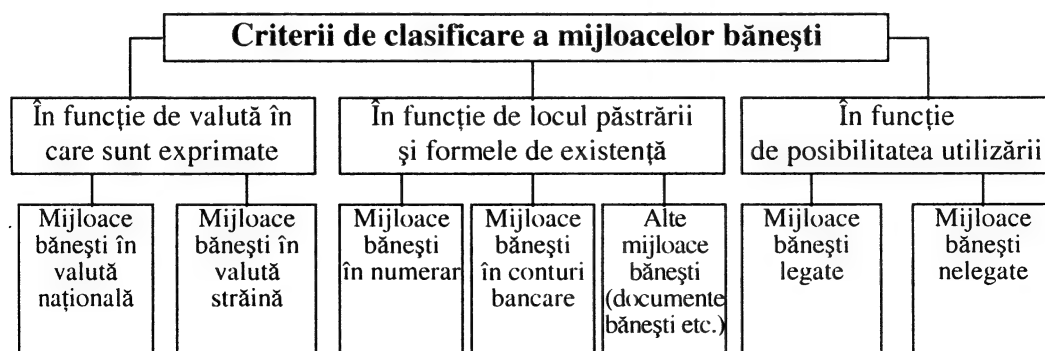 Criterii de clasificare a mijloacelor bănești
În funcție de valută în
care sunt exprimate
În funcție de locul păstrării
și formele de existență
În funcție
de posibilitatea utilizării
Mijloace
bănești în
valută
națională
Mijloace
bănești în
valută
străină
Mijloace
bănești
în numerar
Mijloace
bănești
în conturi
bancare
Alte
mijloace
bănești
(documente
bănești etc.)
Mijloace
bănești
legate
Mijloace
bănești
nelegate